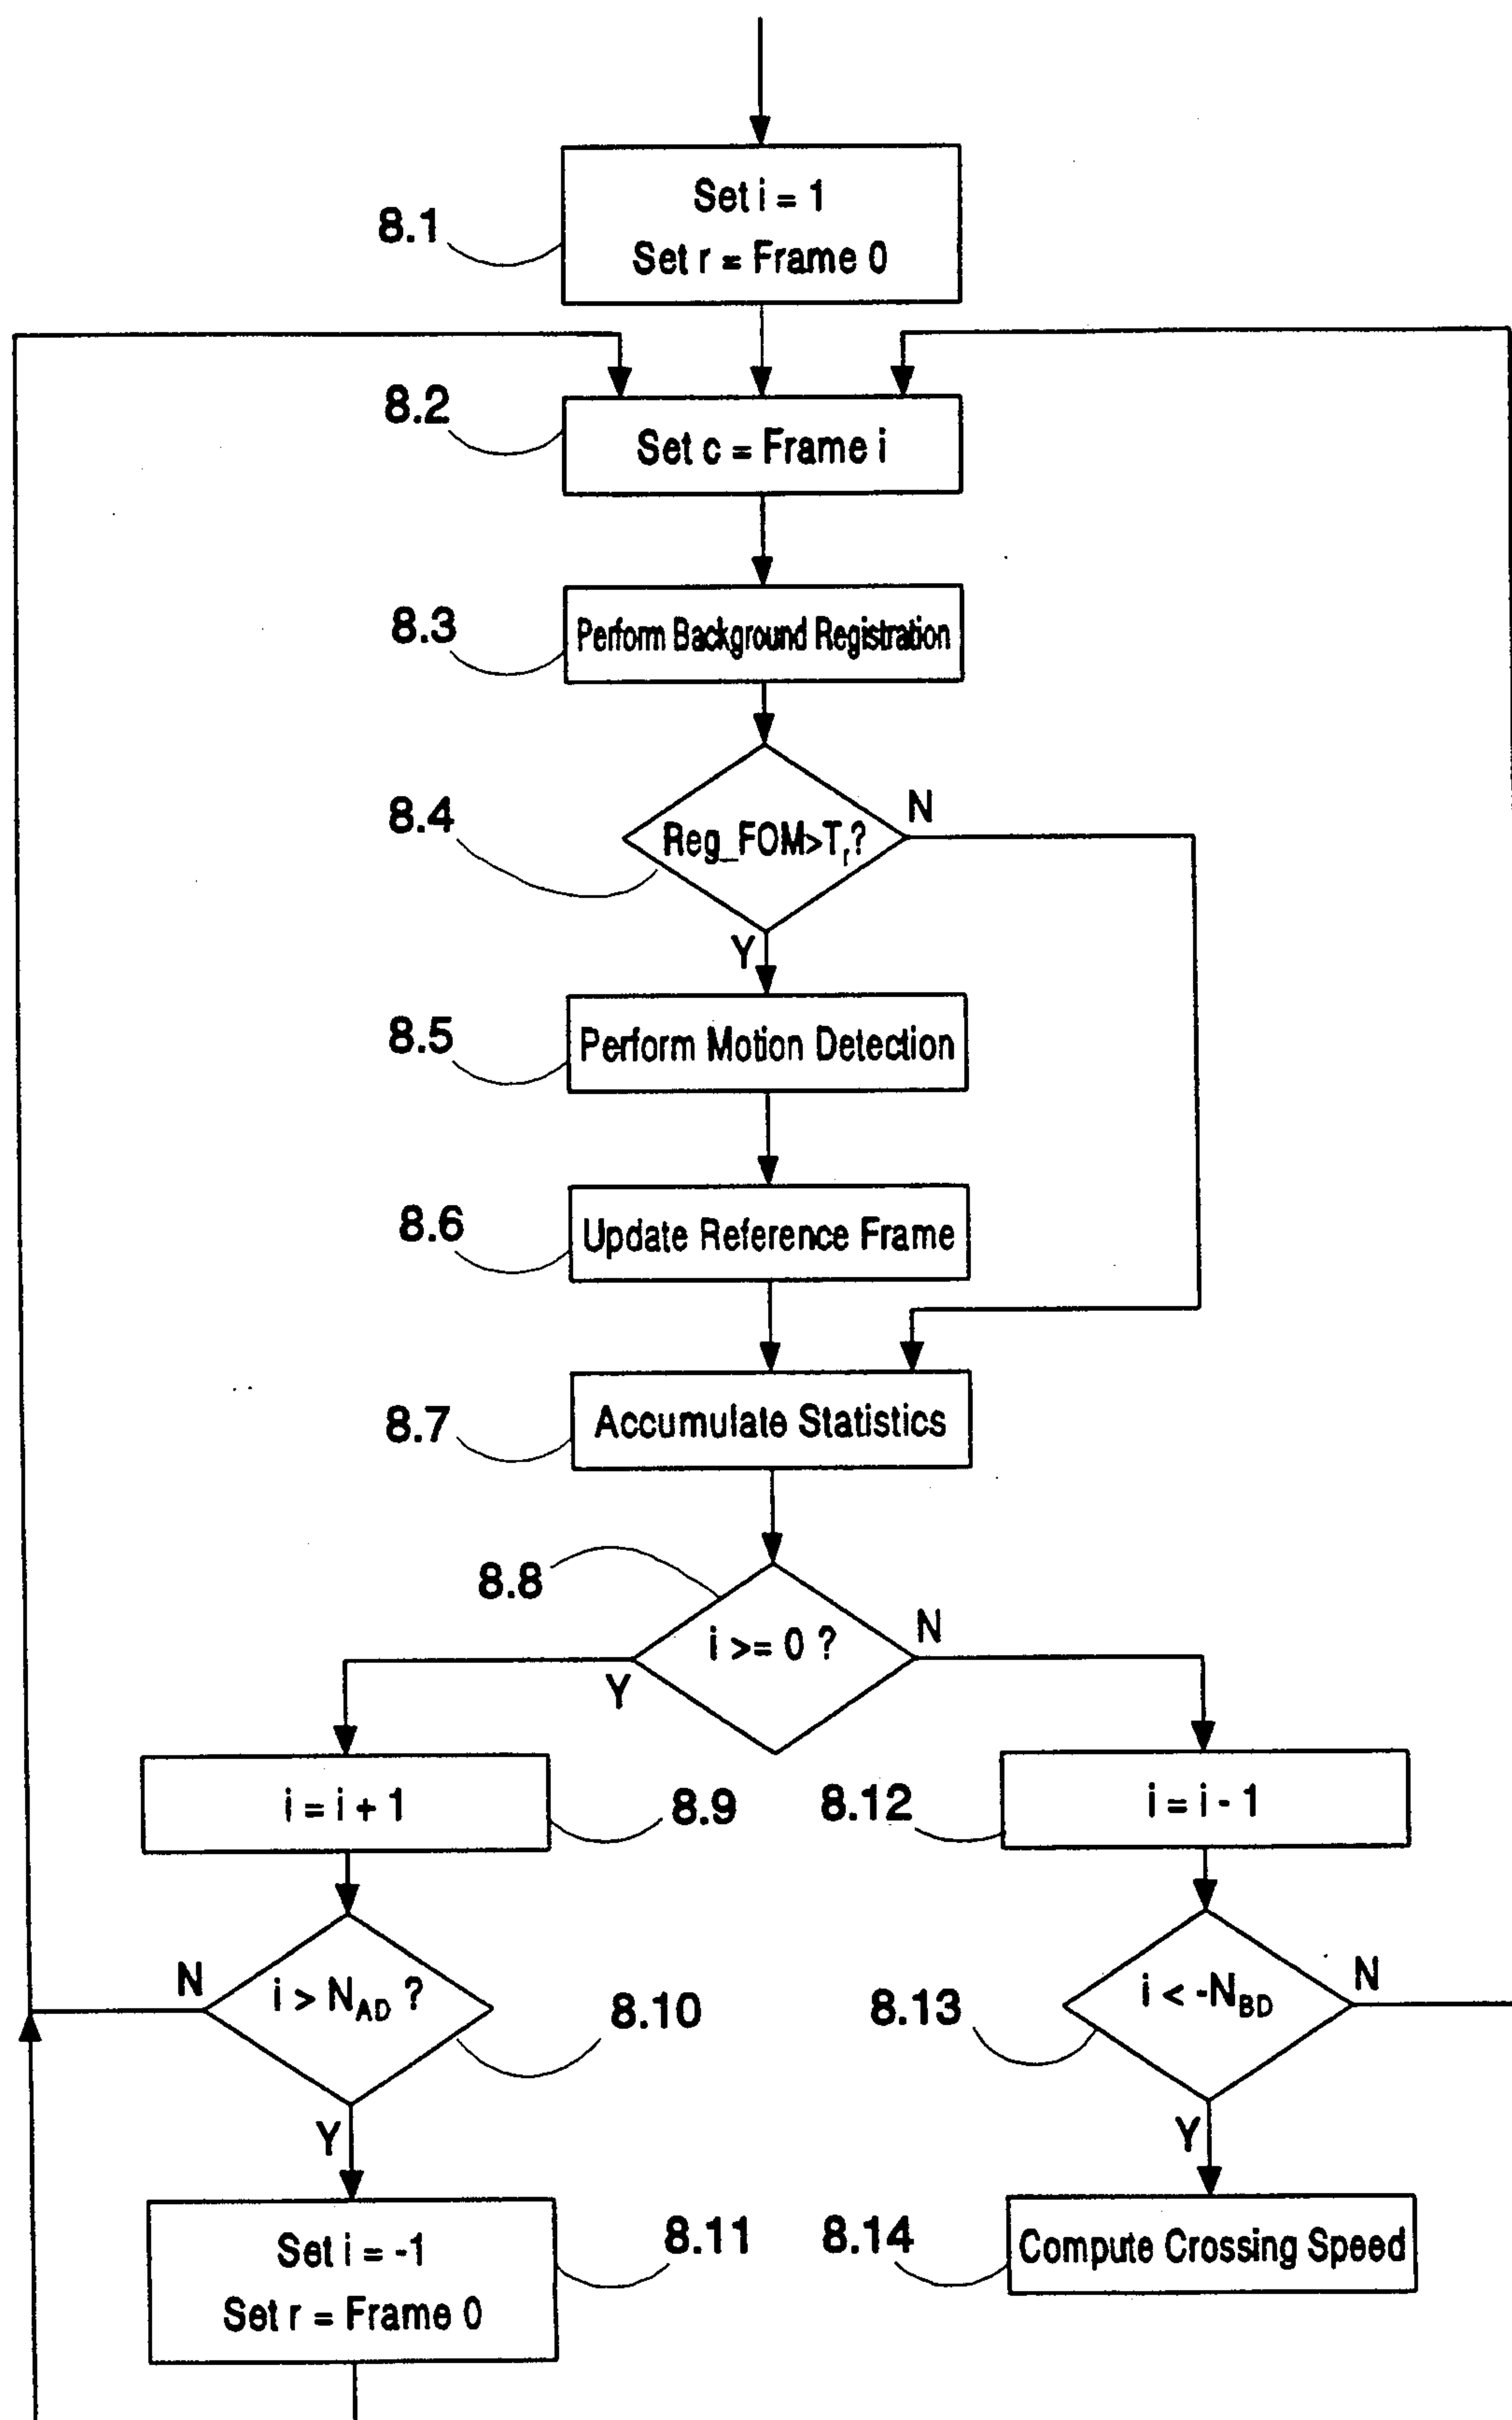 8.1
Set i = 1
Set r = Frame 0
8.2
Set c = Frame i
8.3
Perform Background Registration
8.4
Reg_FOM>Tr?
N
Y
8.5
Perform Motion Detection
8.6
Update Reference Frame
8.7
Accumulate Statistics
8.8
i >= 0 ?
Y
N
i = i + 1
8.9
8.12
i = i - 1
N
i > NAD ?
8.10
8.13
i < -NBD
N
Y
Y
Set i = -1
Set r = Frame 0
8.11
8.14
Compute Crossing Speed